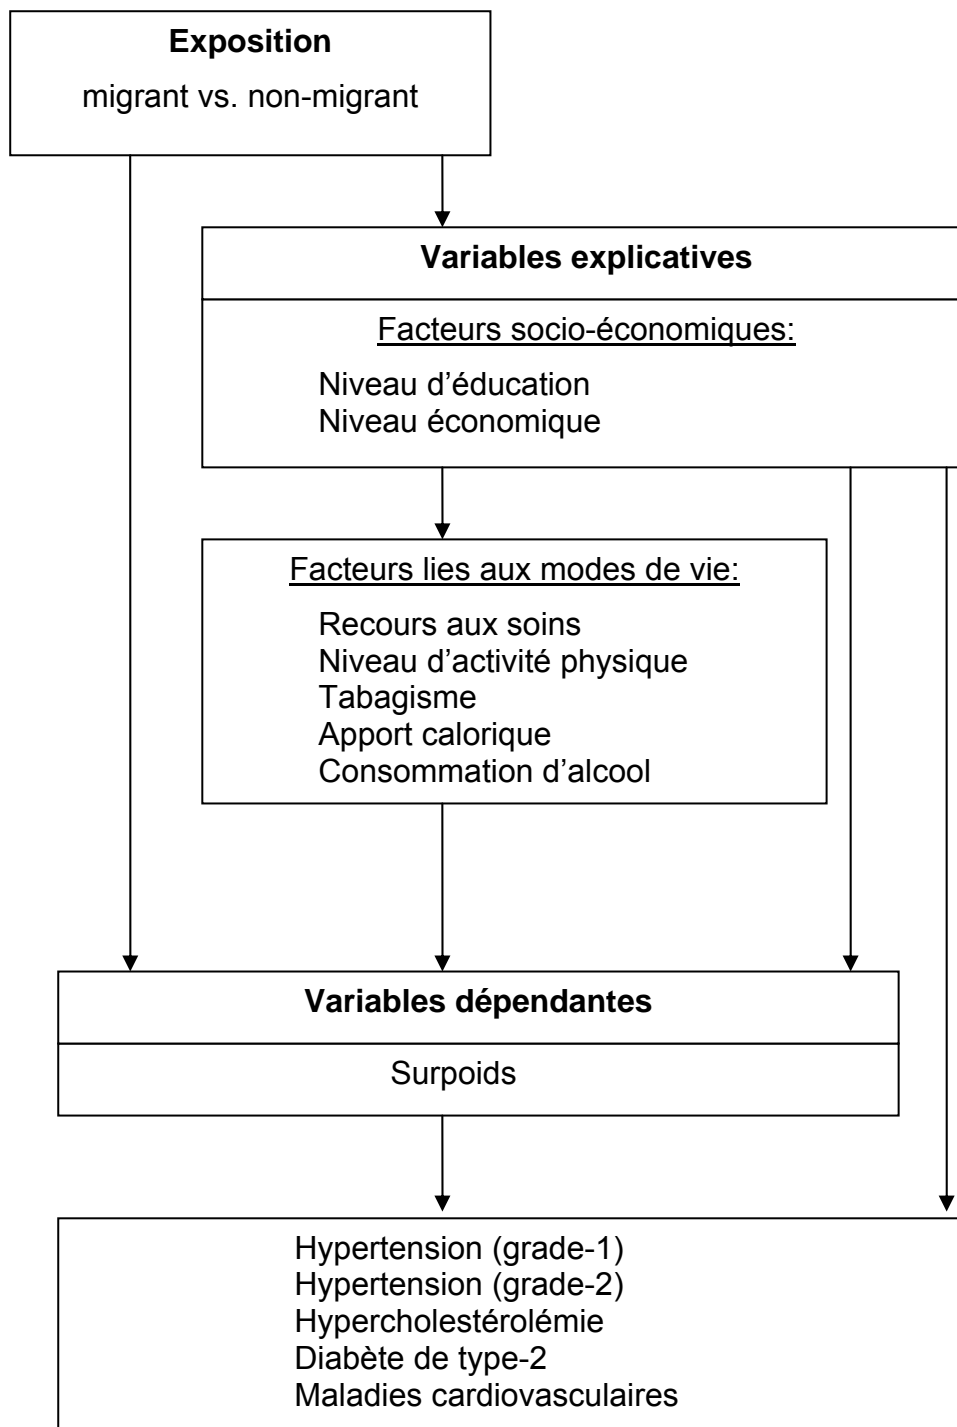 Exposition
migrant vs. non-migrant
Variables explicatives
Facteurs socio-économiques:
Niveau d'éducation
Niveau économique
Facteurs lies aux modes de vie:
Recours aux soins
Niveau d'activité physique
Tabagisme
Apport calorique
Consommation d'alcool
Variables dépendantes
Surpoids
Hypertension (grade-1)
Hypertension (grade-2)
Hypercholestérolémie
Diabète de type-2
Maladies cardiovasculaires